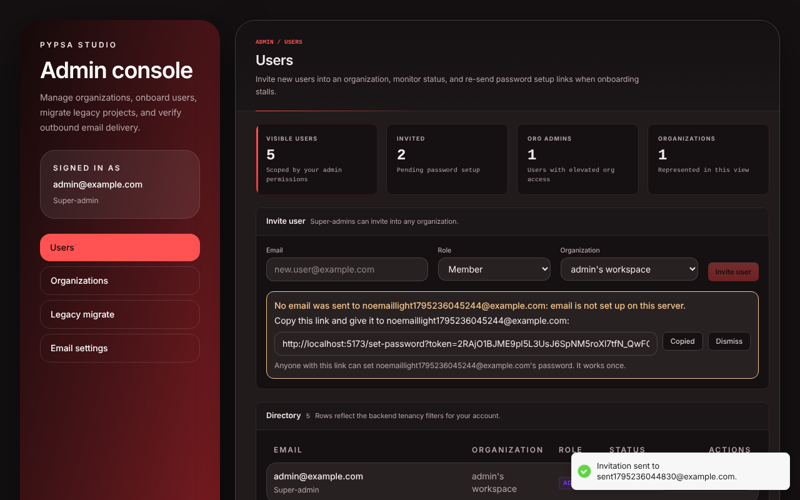 PYPSA STUDIO
Admin console
Manage organizations, onboard users,
migrate legacy projects, and verify
outbound email delivery.
SIGNED IN AS
admin@example.com
Super-admin
Users
Organizations
Legacy migrate
Email settings
ADMIN / USERS
Users
Invite new users into an organization, monitor status, and re-send password setup links when onboarding
stalls.
VISIBLE USERS
5
Scoped by your admin
permissions
INVITED
2
Pending password setup
ORG ADMINS
1
Users with elevated org
access
ORGANIZATIONS
1
Represented in this view
Invite user Super-admins can invite into any organization.
Email
Role
Organization
new.user@example.com
Member
admin's workspace
Invite user
No email was sent to noemaillight1795236045244@example.com: email is not set up on this server.
Copy this link and give it to noemaillight1795236045244@example.com:
http://localhost:5173/set-password?token=2RAjO1BJME9pI5L3UsJ6SpNM5roXl7tfN_QwFC
Copied
Dismiss
Anyone with this link can set noemaillight1795236045244@example.com's password. It works once.
Directory 5 Rows reflect the backend tenancy filters for your account.
EMAIL ORGANIZATION ROLE STATUS ACTIONS
admin@example.com
Super-admin
admin's
workspace
Invitation sent to
sent1795236044830@example.com.